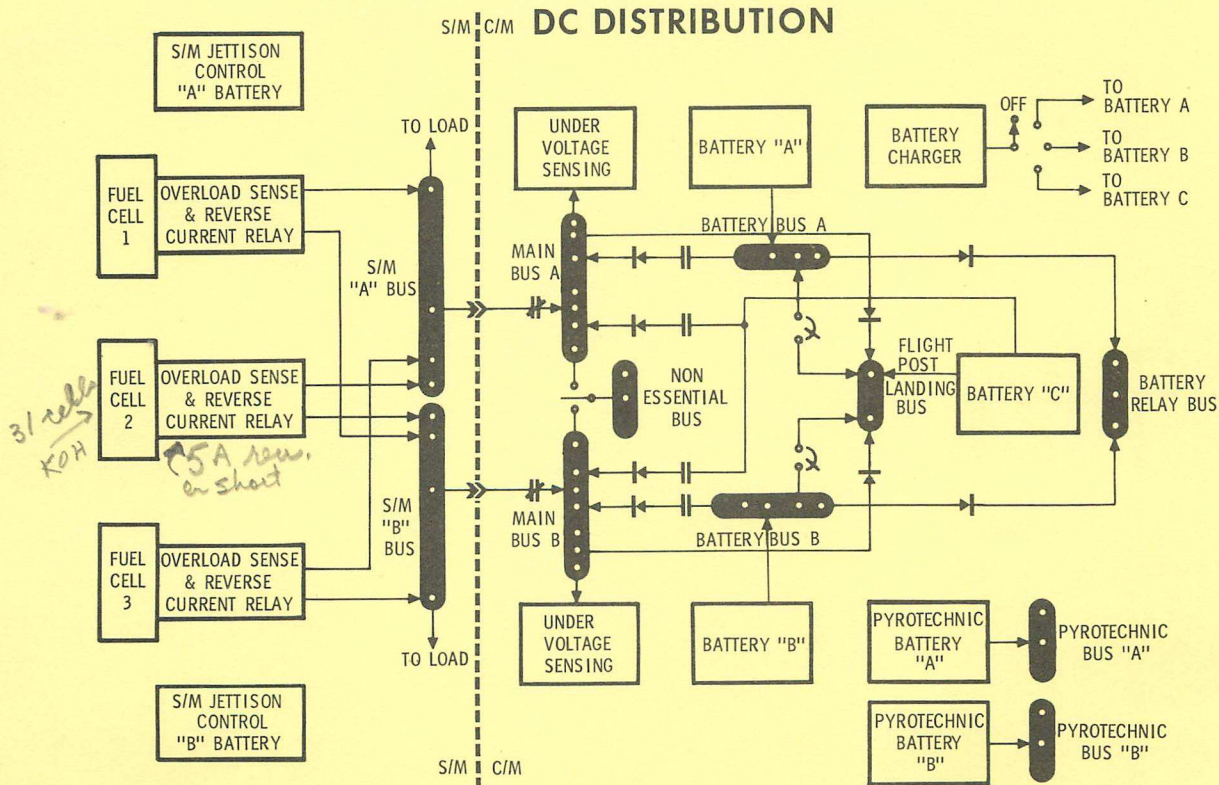 S/M C/M DC DISTRIBUTION
S/M JETTISON
CONTROL
"A" BATTERY
FUEL
CELL
1
OVERLOAD SENSE
& REVERSE
CURRENT RELAY
TO LOAD
S/M
"A" BUS
FUEL
CELL
2
OVERLOAD SENSE
& REVERSE
CURRENT RELAY
31 cells
KOH
5A rev.
on short
FUEL
CELL
3
OVERLOAD SENSE
& REVERSE
CURRENT RELAY
S/M
"B"
BUS
TO LOAD
S/M JETTISON
CONTROL
"B" BATTERY
UNDER
VOLTAGE
SENSING
MAIN
BUS A
BATTERY "A"
BATTERY BUS A
BATTERY
CHARGER
OFF
TO
BATTERY A
TO
BATTERY B
TO
BATTERY C
NON
ESSENTIAL
BUS
FLIGHT
POST
LANDING
BUS
BATTERY "C"
BATTERY
RELAY BUS
MAIN
BUS B
BATTERY BUS B
UNDER
VOLTAGE
SENSING
BATTERY "B"
PYROTECHNIC
BATTERY
"A"
PYROTECHNIC
BUS "A"
PYROTECHNIC
BATTERY
"B"
PYROTECHNIC
BUS "B"
S/M C/M